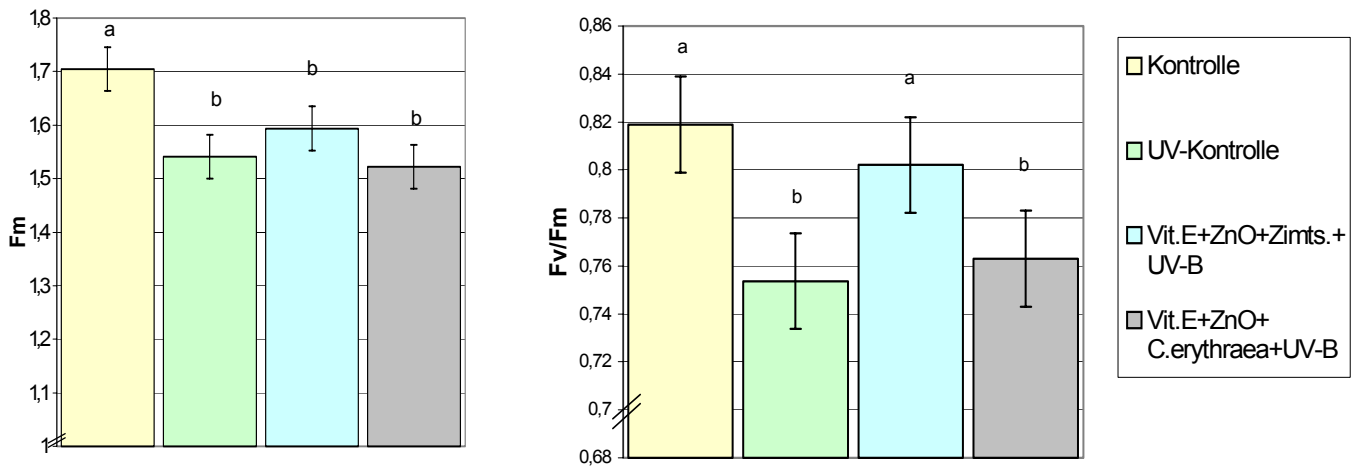 1,8
1,7
1,6
1,5
1,4
1,3
1,2
1,1
1
Fm
a
b
b
b
0,86
0,84
0,82
0,8
0,78
0,76
0,74
0,72
0,7
0,68
Fv/Fm
a
b
a
b
Kontrolle
UV-Kontrolle
Vit.E+ZnO+Zimts.+
UV-B
Vit.E+ZnO+
C.erythraea+UV-B